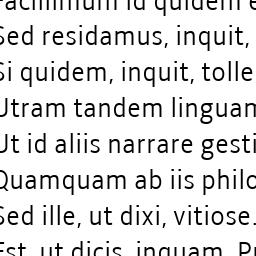 Facillimum id quidem e
Sed residamus, inquit,
Si quidem, inquit, tolle
Utram tandem linguam
Ut id aliis narrare gesti
Quamquam ab iis philo
Sed ille, ut dixi, vitiose.
Est, ut dicis, inquam. Pr